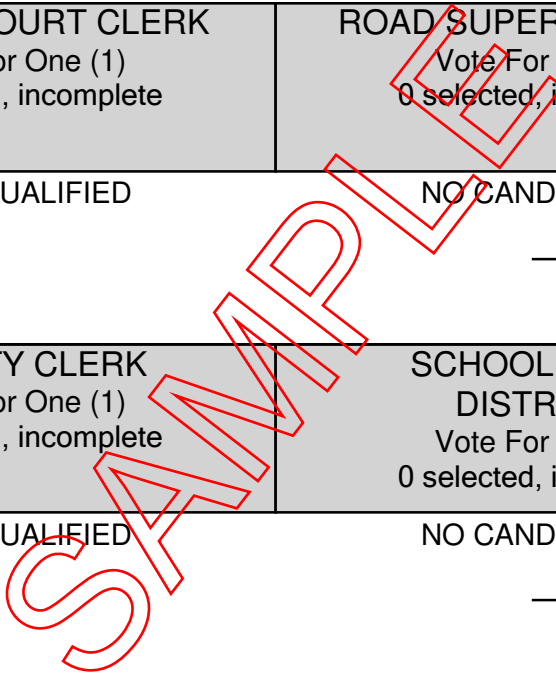 OURT CLERK
or One (1)
, incomplete
UALIFIED
ROAD SUPER
Vote For
0 selected, i
NO CAND
TY CLERK
or One (1)
, incomplete
UALIFIED
SCHOOL
DISTR
Vote For
0 selected, i
NO CAND
SAMPLE